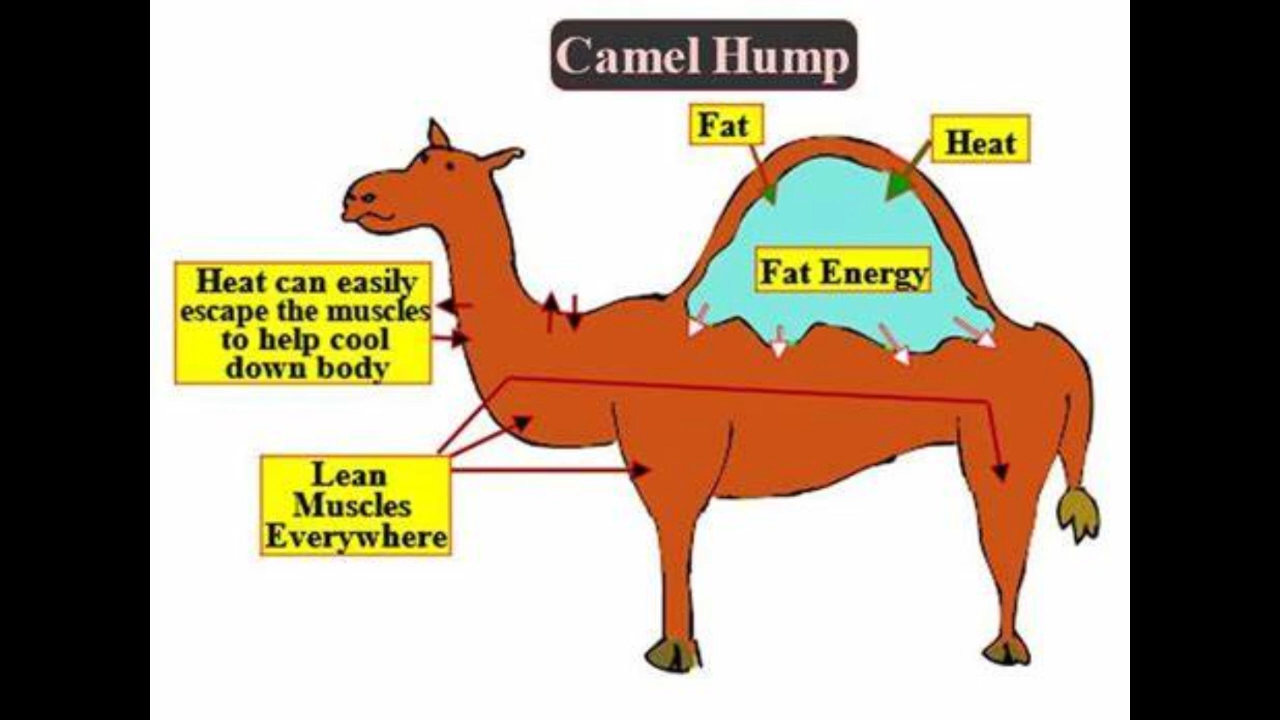 Camel Hump
Fat
Heat
Fat Energy
Heat can easily
escape the muscles
to help cool
down body
Lean
Muscles
Everywhere